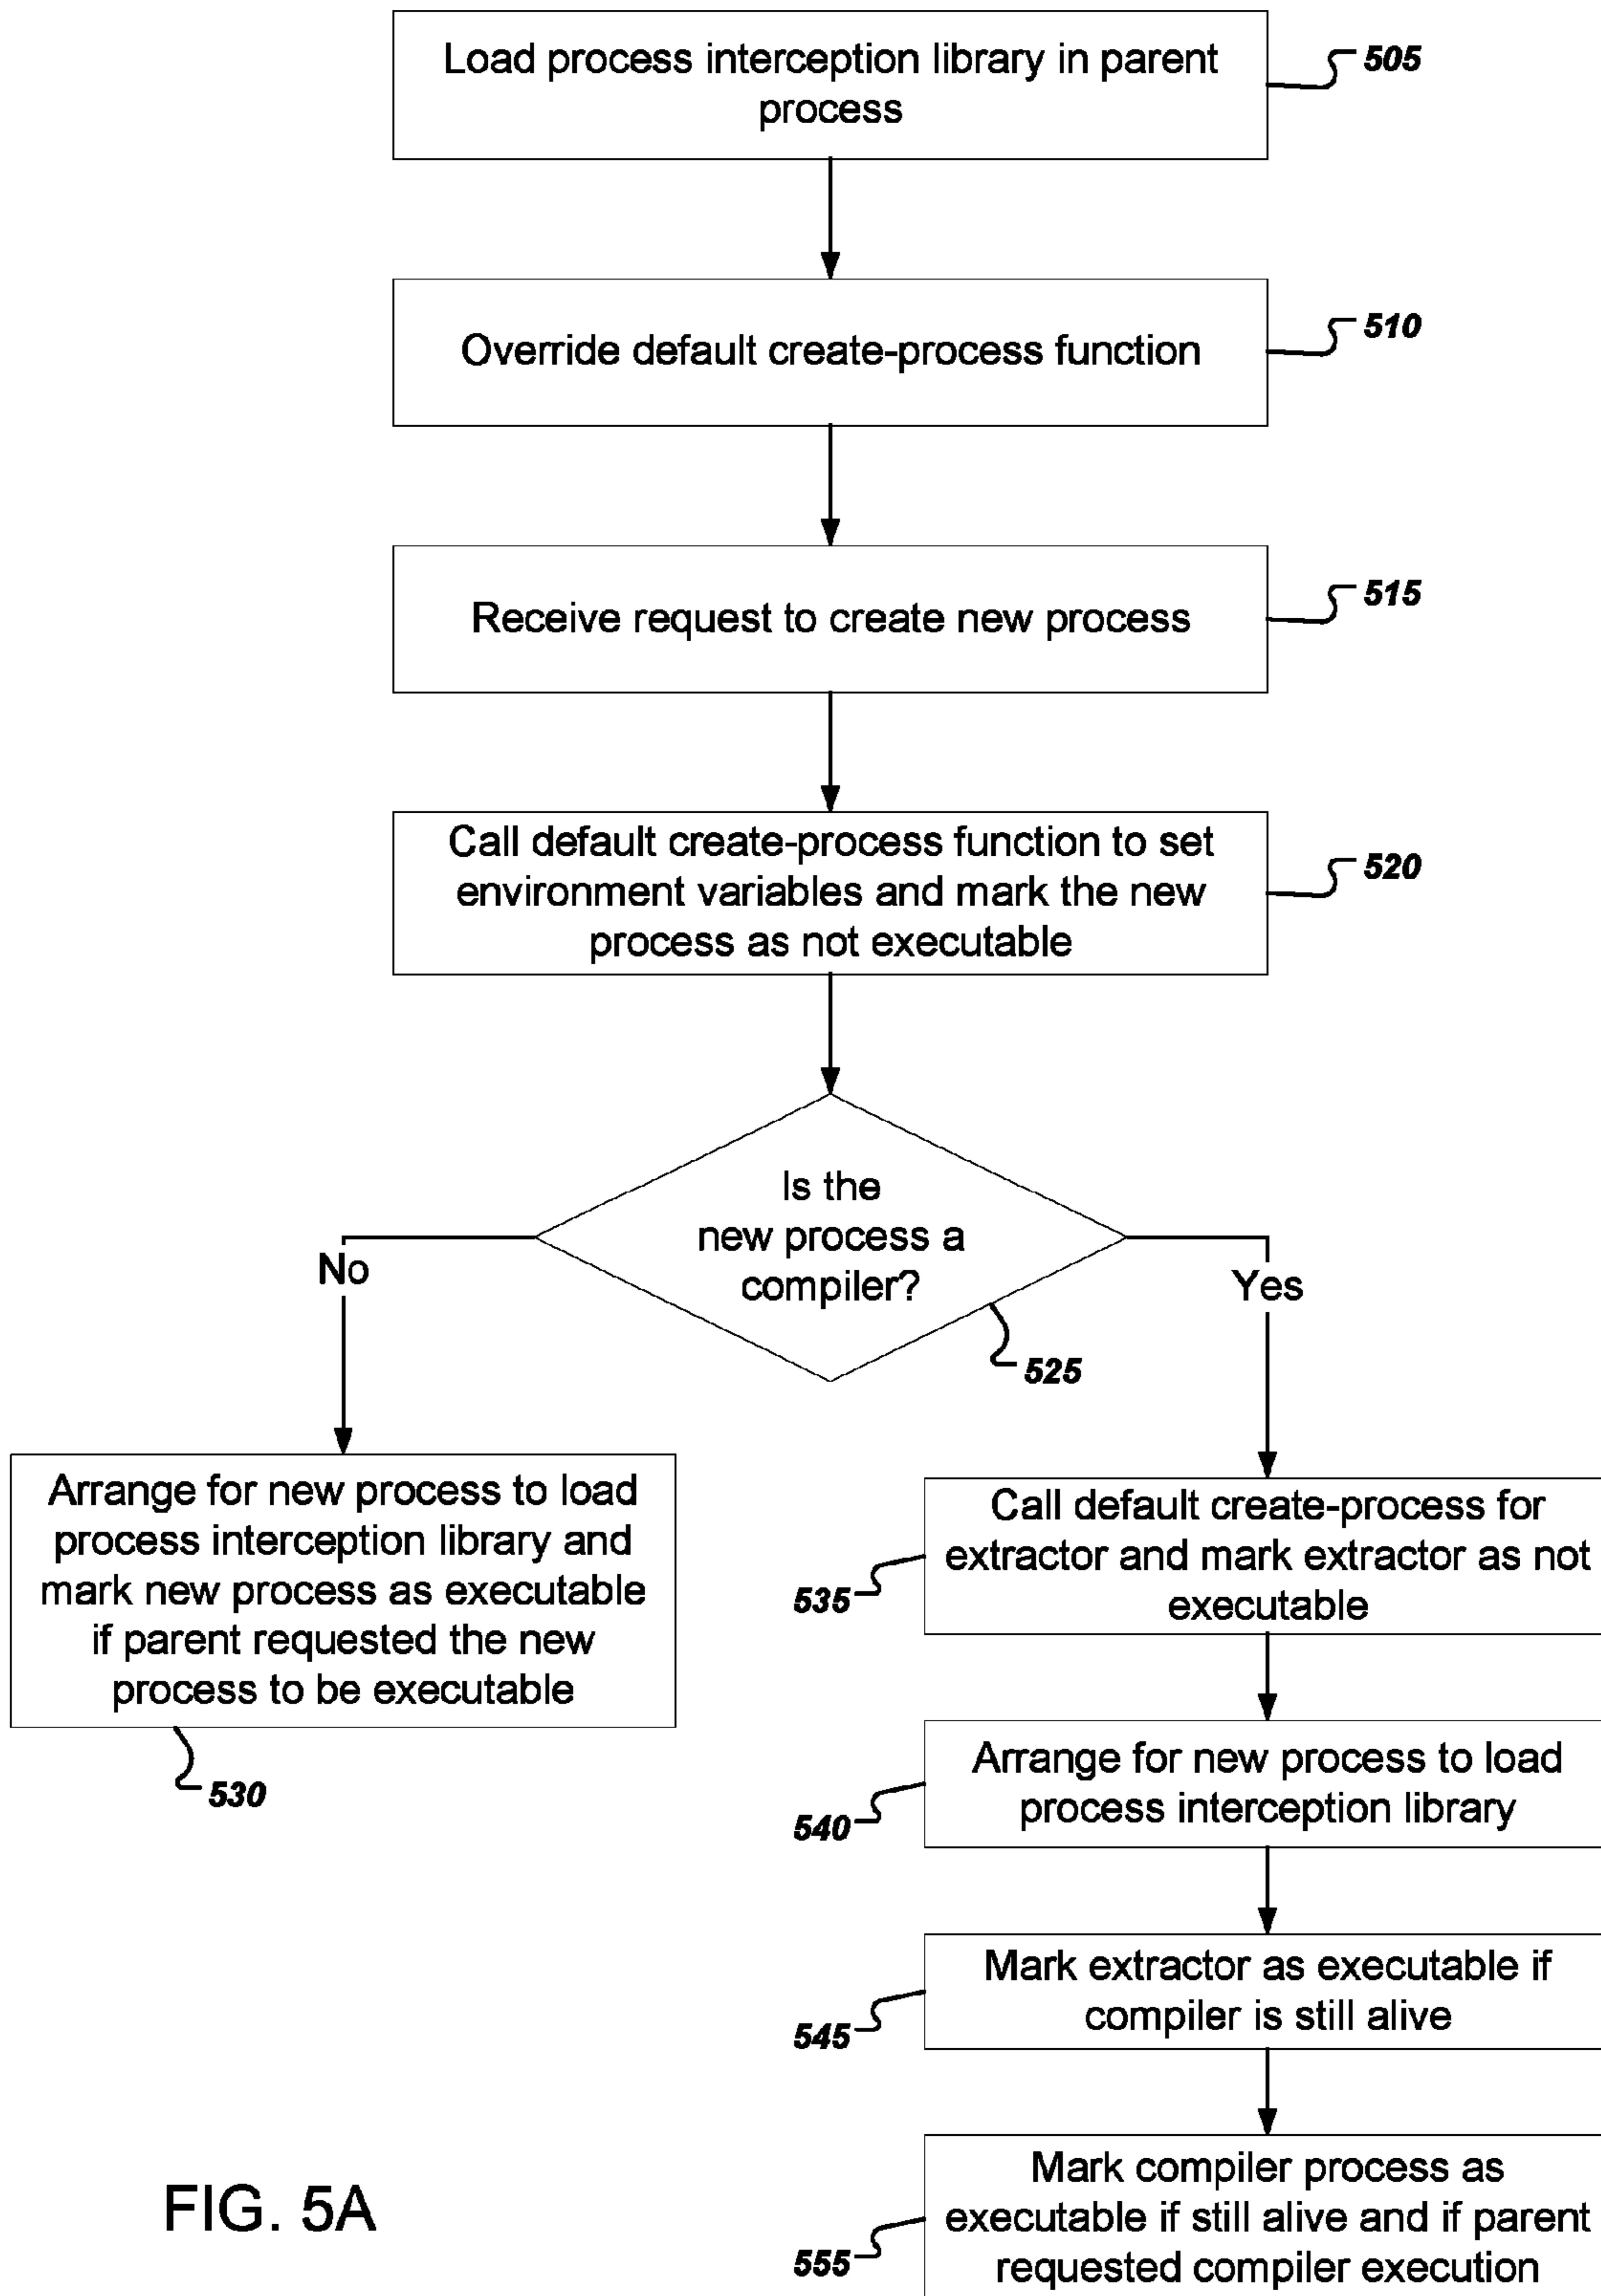 Load process interception library in parent
process
505
Override default create-process function
510
Receive request to create new process
515
Call default create-process function to set
environment variables and mark the new
process as not executable
520
Is the
new process a
compiler?
525
No
Yes
Arrange for new process to load
process interception library and
mark new process as executable
if parent requested the new
process to be executable
530
Call default create-process for
extractor and mark extractor as not
executable
535
Arrange for new process to load
process interception library
540
Mark extractor as executable if
compiler is still alive
545
Mark compiler process as
executable if still alive and if parent
requested compiler execution
555
FIG. 5A